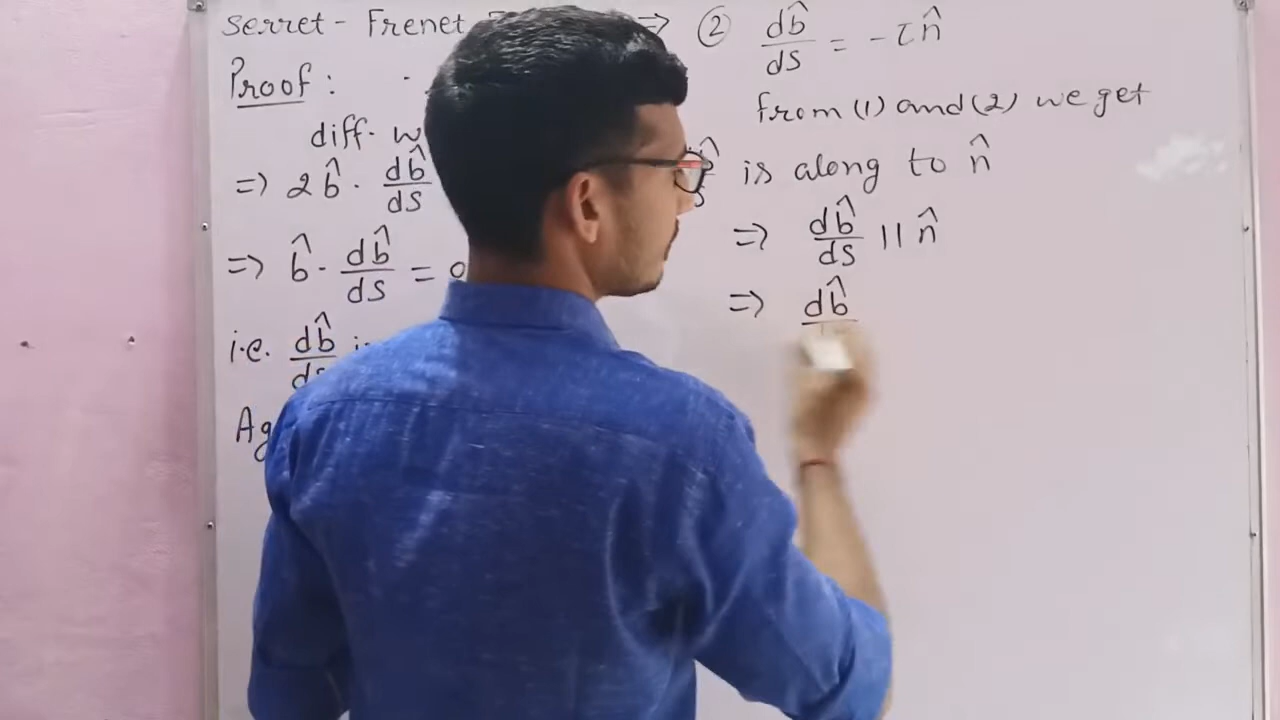 Serret - Frenet
Proof :
diff. w
=> 2 b̂ · db̂/ds
=> b̂ · db̂/ds = 0
i.e. db̂/ds
=> ② db̂/ds = -τ n̂
from (1) and (2) we get
is along to n̂
=> db̂/ds || n̂
=> db̂